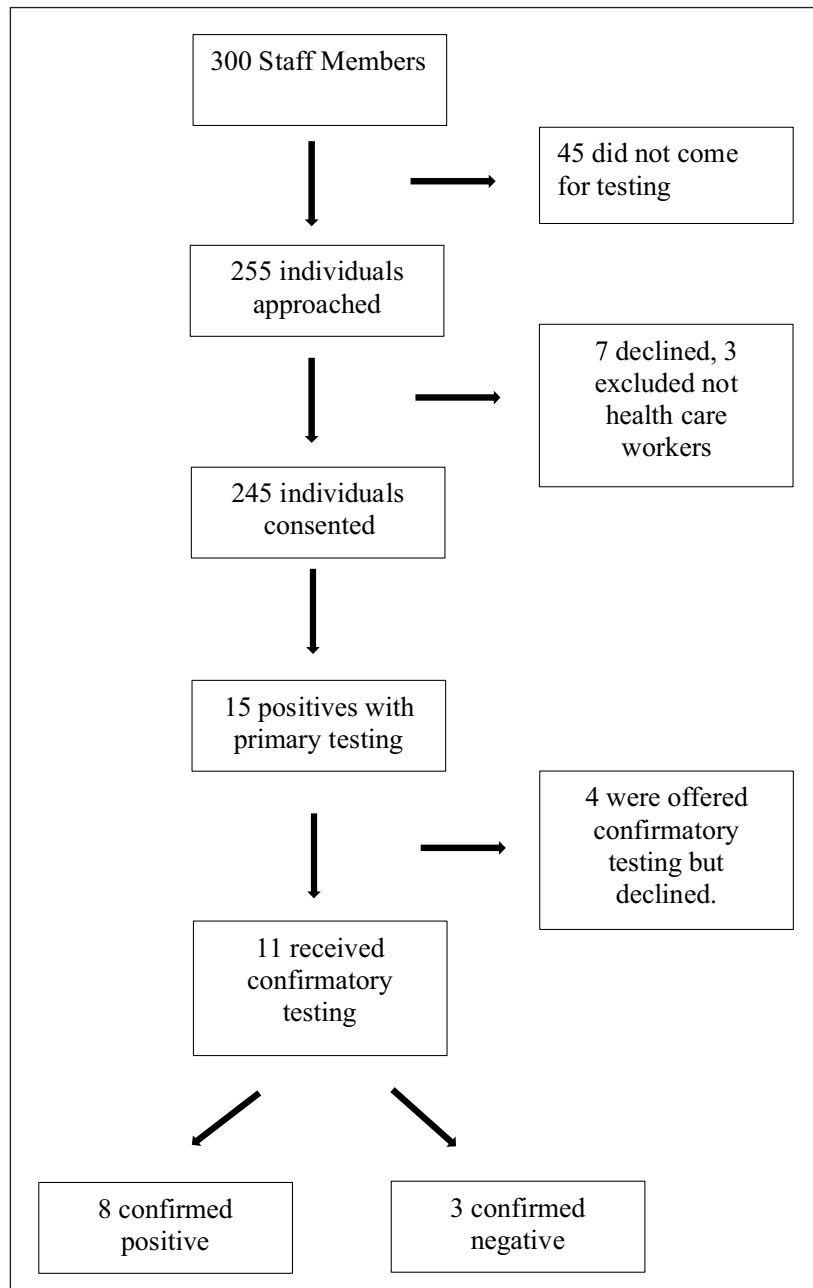 300 Staff Members
45 did not come
for testing
255 individuals
approached
7 declined, 3
excluded not
health care
workers
245 individuals
consented
15 positives with
primary testing
4 were offered
confirmatory
testing but
declined.
11 received
confirmatory
testing
8 confirmed
positive
3 confirmed
negative